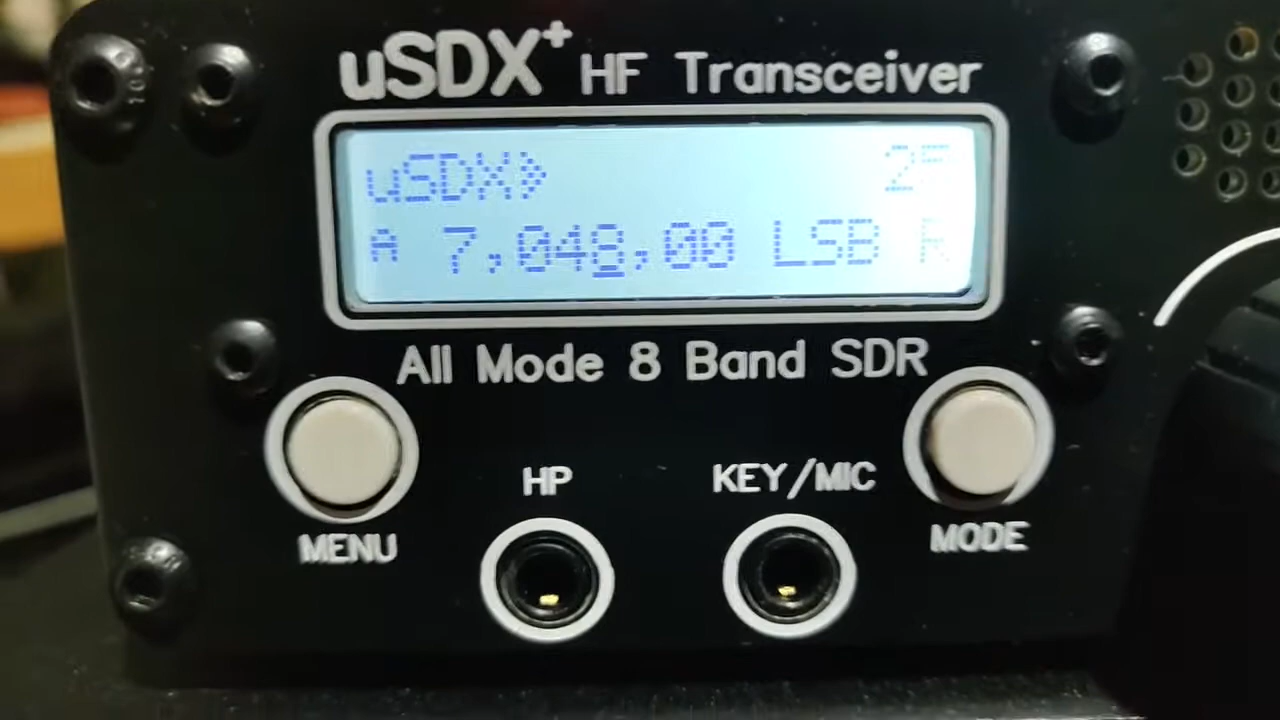 uSDX+ HF Transceiver
uSDX»
A 7,048,00 LSB R
All Mode 8 Band SDR
HP
KEY/MIC
MENU
MODE